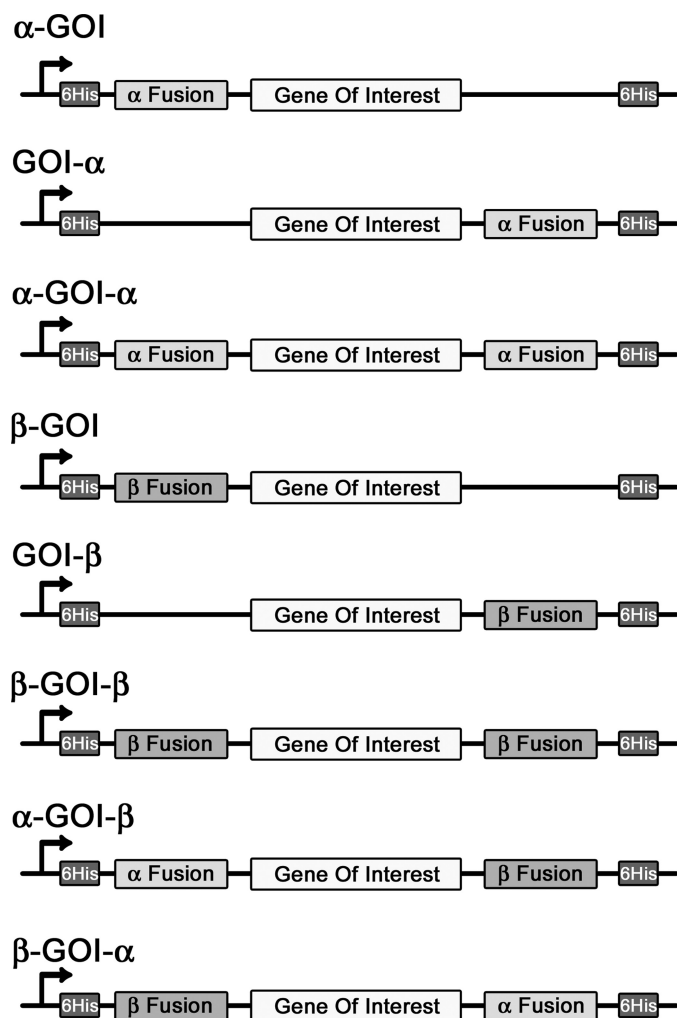 α-GOI
6His α Fusion Gene Of Interest 6His
GOI-α
6His Gene Of Interest α Fusion 6His
α-GOI-α
6His α Fusion Gene Of Interest α Fusion 6His
β-GOI
6His β Fusion Gene Of Interest 6His
GOI-β
6His Gene Of Interest β Fusion 6His
β-GOI-β
6His β Fusion Gene Of Interest β Fusion 6His
α-GOI-β
6His α Fusion Gene Of Interest β Fusion 6His
β-GOI-α
6His β Fusion Gene Of Interest α Fusion 6His